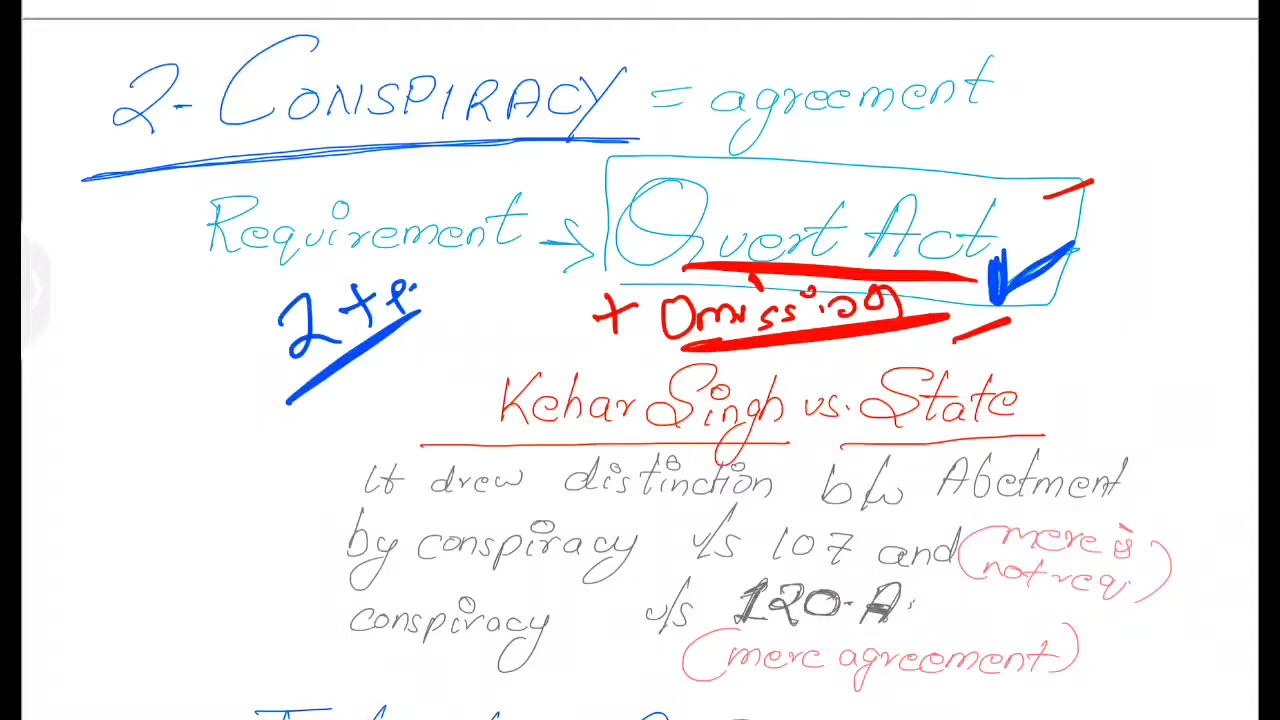 2- CONSPIRACY = agreement
Requirement → Overt Act
2 + P.
+ Omission
Kehar Singh vs. State
It drew distinction b/w Abetment
by conspiracy u/s 107 and (mere is
not req.)
conspiracy u/s 120-A.
(mere agreement)